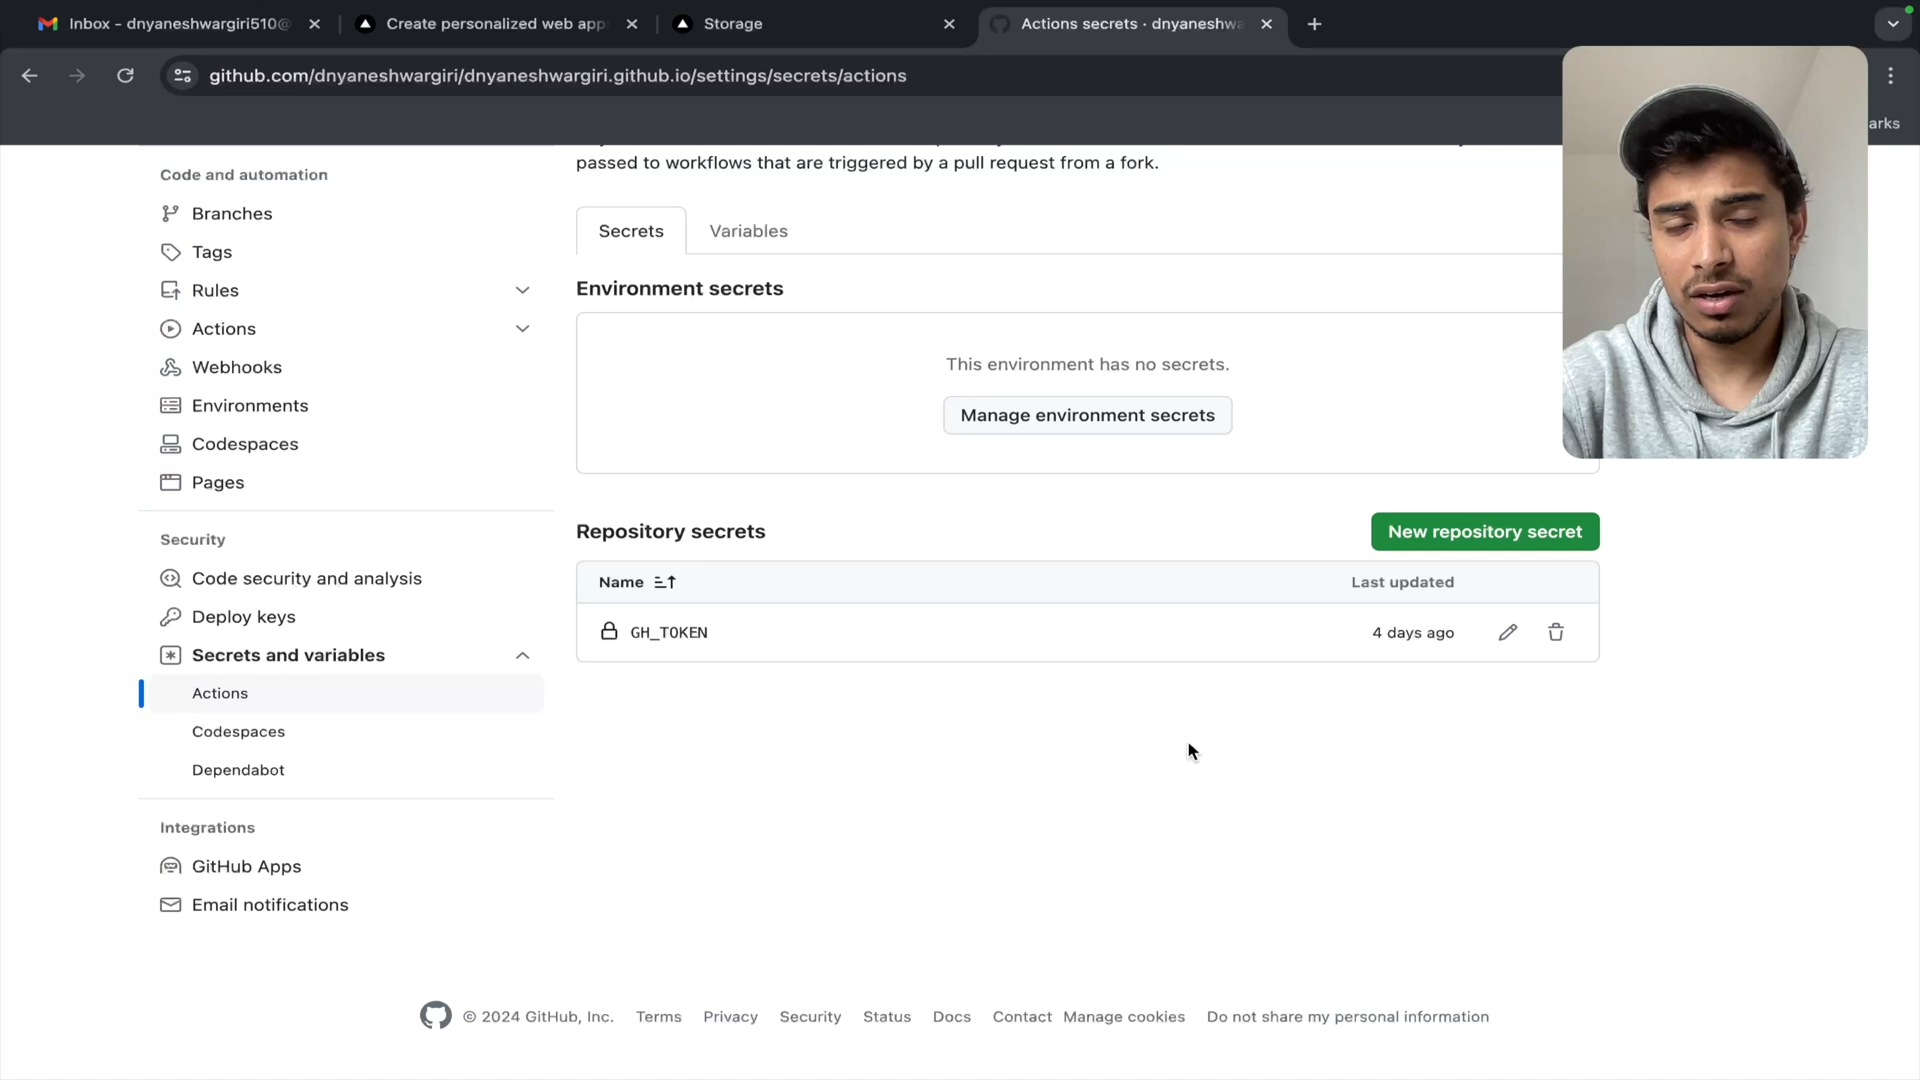 Inbox - dnyaneshwargiri510@
Create personalized web app
Storage
Actions secrets · dnyaneshwa
github.com/dnyaneshwargiri/dnyaneshwargiri.github.io/settings/secrets/actions
arks
passed to workflows that are triggered by a pull request from a fork.
Code and automation
Branches
Tags
Rules
Actions
Webhooks
Environments
Codespaces
Pages
Security
Code security and analysis
Deploy keys
Secrets and variables
Actions
Codespaces
Dependabot
Integrations
GitHub Apps
Email notifications
Secrets
Variables
Environment secrets
This environment has no secrets.
Manage environment secrets
Repository secrets
New repository secret
Name
Last updated
GH_TOKEN
4 days ago
© 2024 GitHub, Inc. Terms Privacy Security Status Docs Contact Manage cookies Do not share my personal information